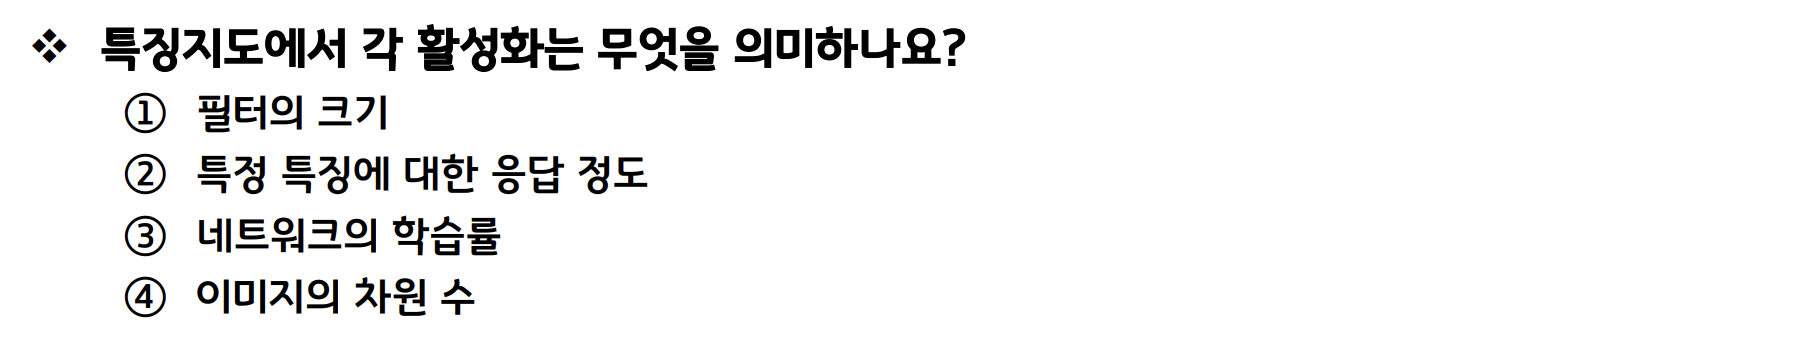 ❖ 특징지도에서 각 활성화는 무엇을 의미하나요?
① 필터의 크기
② 특정 특징에 대한 응답 정도
③ 네트워크의 학습률
④ 이미지의 차원 수